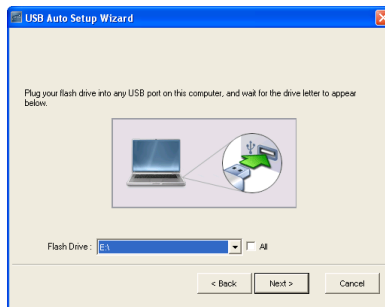 USB Auto Setup Wizard
Plug your flash drive into any USB port on this computer, and wait for the drive letter to appear
below.
Flash Drive : E:\ All
< Back Next > Cancel